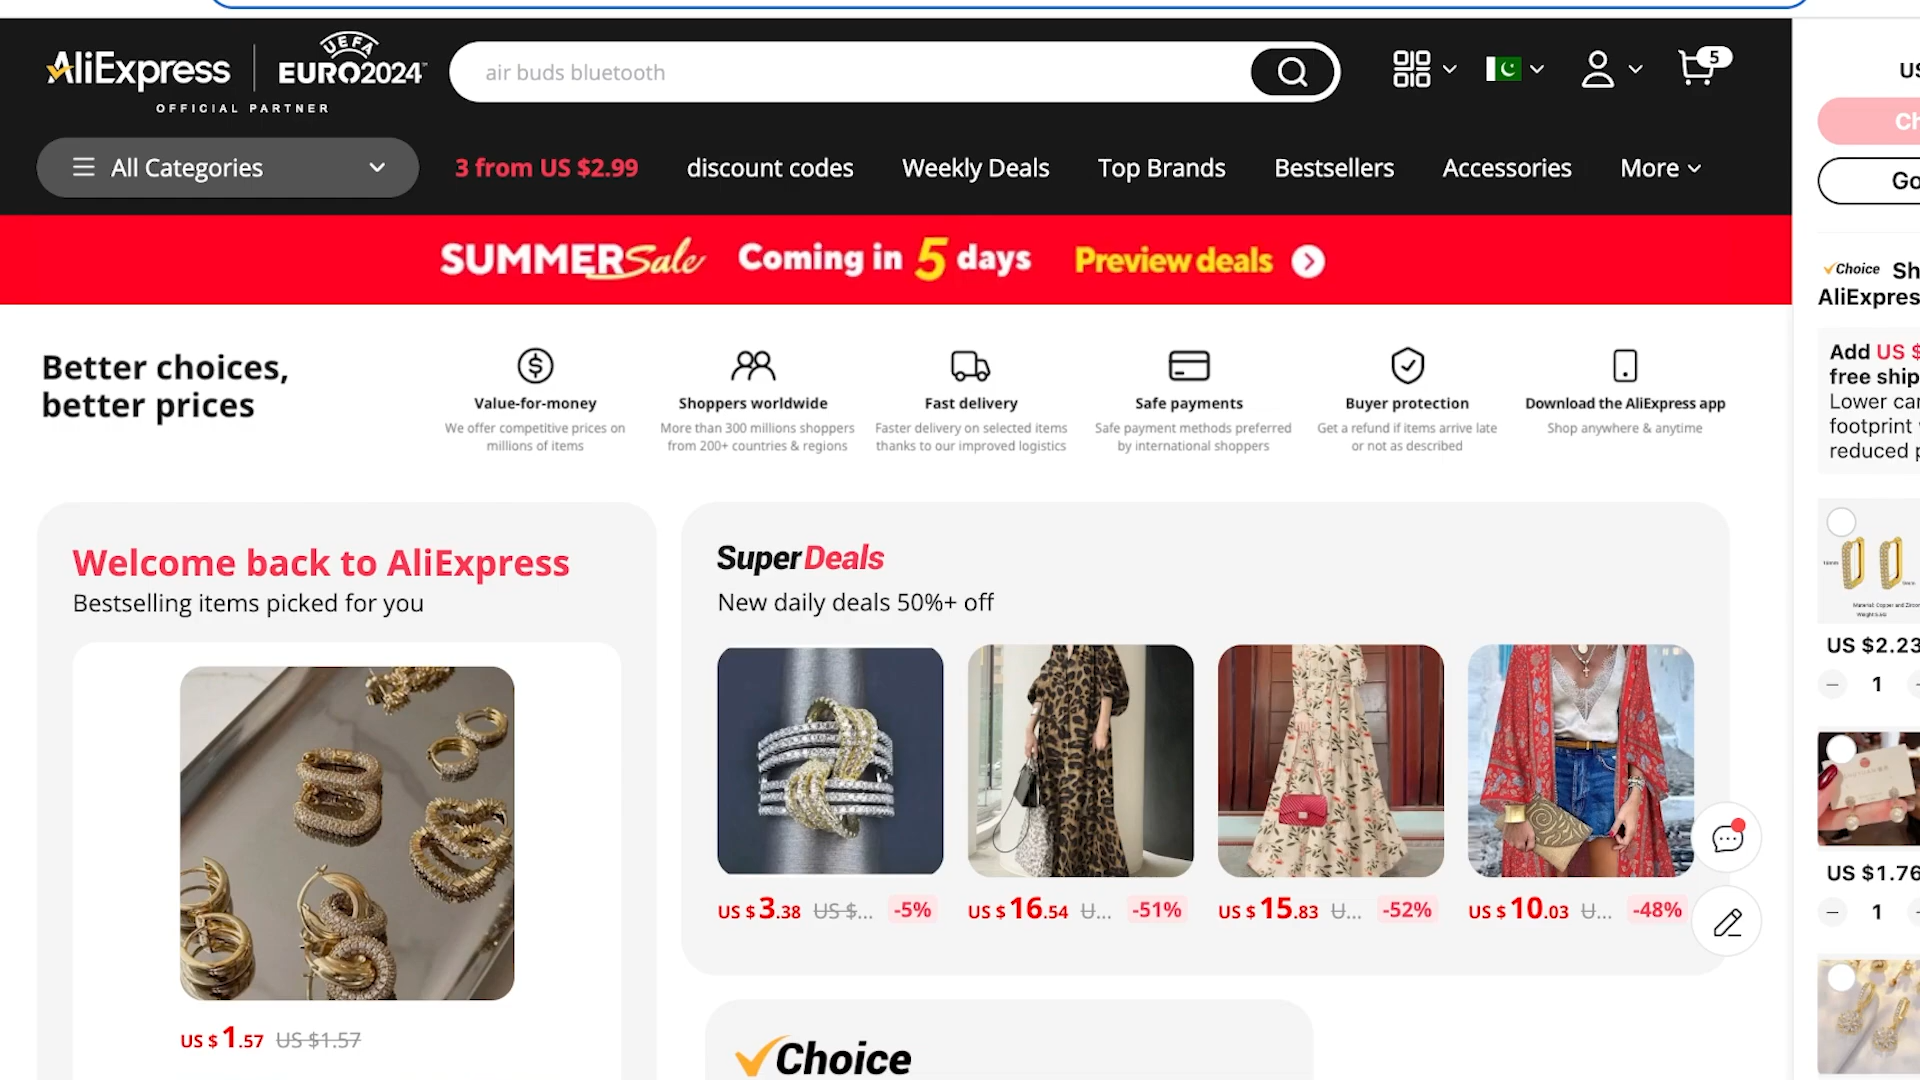 AliExpress
UEFA
EURO2024
OFFICIAL PARTNER
air buds bluetooth
5
All Categories
3 from US $2.99
discount codes
Weekly Deals
Top Brands
Bestsellers
Accessories
More
SUMMER Sale Coming in 5 days Preview deals
Better choices,
better prices
Value-for-money
We offer competitive prices on
millions of items
Shoppers worldwide
More than 300 millions shoppers
from 200+ countries & regions
Fast delivery
Faster delivery on selected items
thanks to our improved logistics
Safe payments
Safe payment methods preferred
by international shoppers
Buyer protection
Get a refund if items arrive late
or not as described
Download the AliExpress app
Shop anywhere & anytime
Welcome back to AliExpress
Bestselling items picked for you
US $1.57 US $1.57
SuperDeals
New daily deals 50%+ off
US $3.38 US $... -5%
US $16.54 U... -51%
US $15.83 U... -52%
US $10.03 U... -48%
Choice
US
Ch
Go
Choice Sh
AliExpres
Add US $
free ship
Lower car
footprint
reduced p
US $2.23
1
US $1.76
1